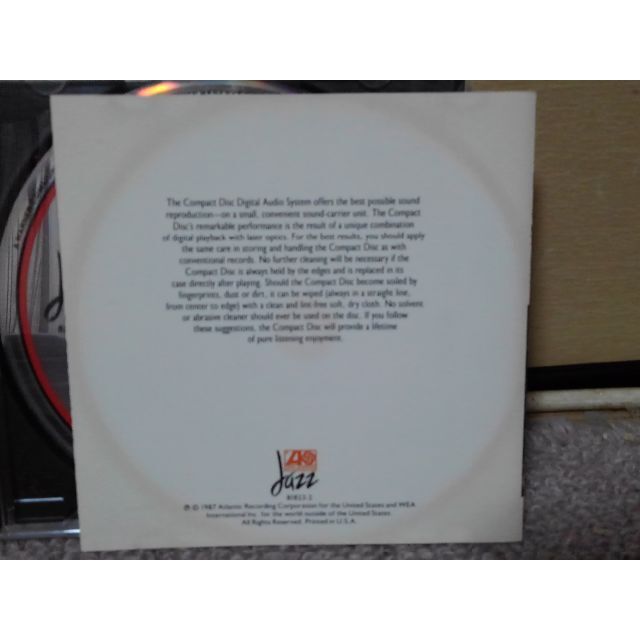 The Compact Disc Digital Audio System offers the best possible sound
reproduction—on a small, convenient sound-carrier unit. The Compact
Disc's remarkable performance is the result of a unique combination
of digital playback with laser optics. For the best results, you should apply
the same care in storing and handling the Compact Disc as with
conventional records. No further cleaning will be necessary if the
Compact Disc is always held by the edges and is replaced in its
case directly after playing. Should the Compact Disc become soiled by
fingerprints, dust or dirt, it can be wiped (always in a straight line,
from center to edge) with a clean and lint-free soft, dry cloth. No solvent
or abrasive cleaner should ever be used on the disc. If you follow
these suggestions, the Compact Disc will provide a lifetime
of pure listening enjoyment.
Jazz
℗ © 1987 Atlantic Recording Corporation for the United States and WEA
International Inc. for the world outside of the United States.
All Rights Reserved. Printed in U.S.A.